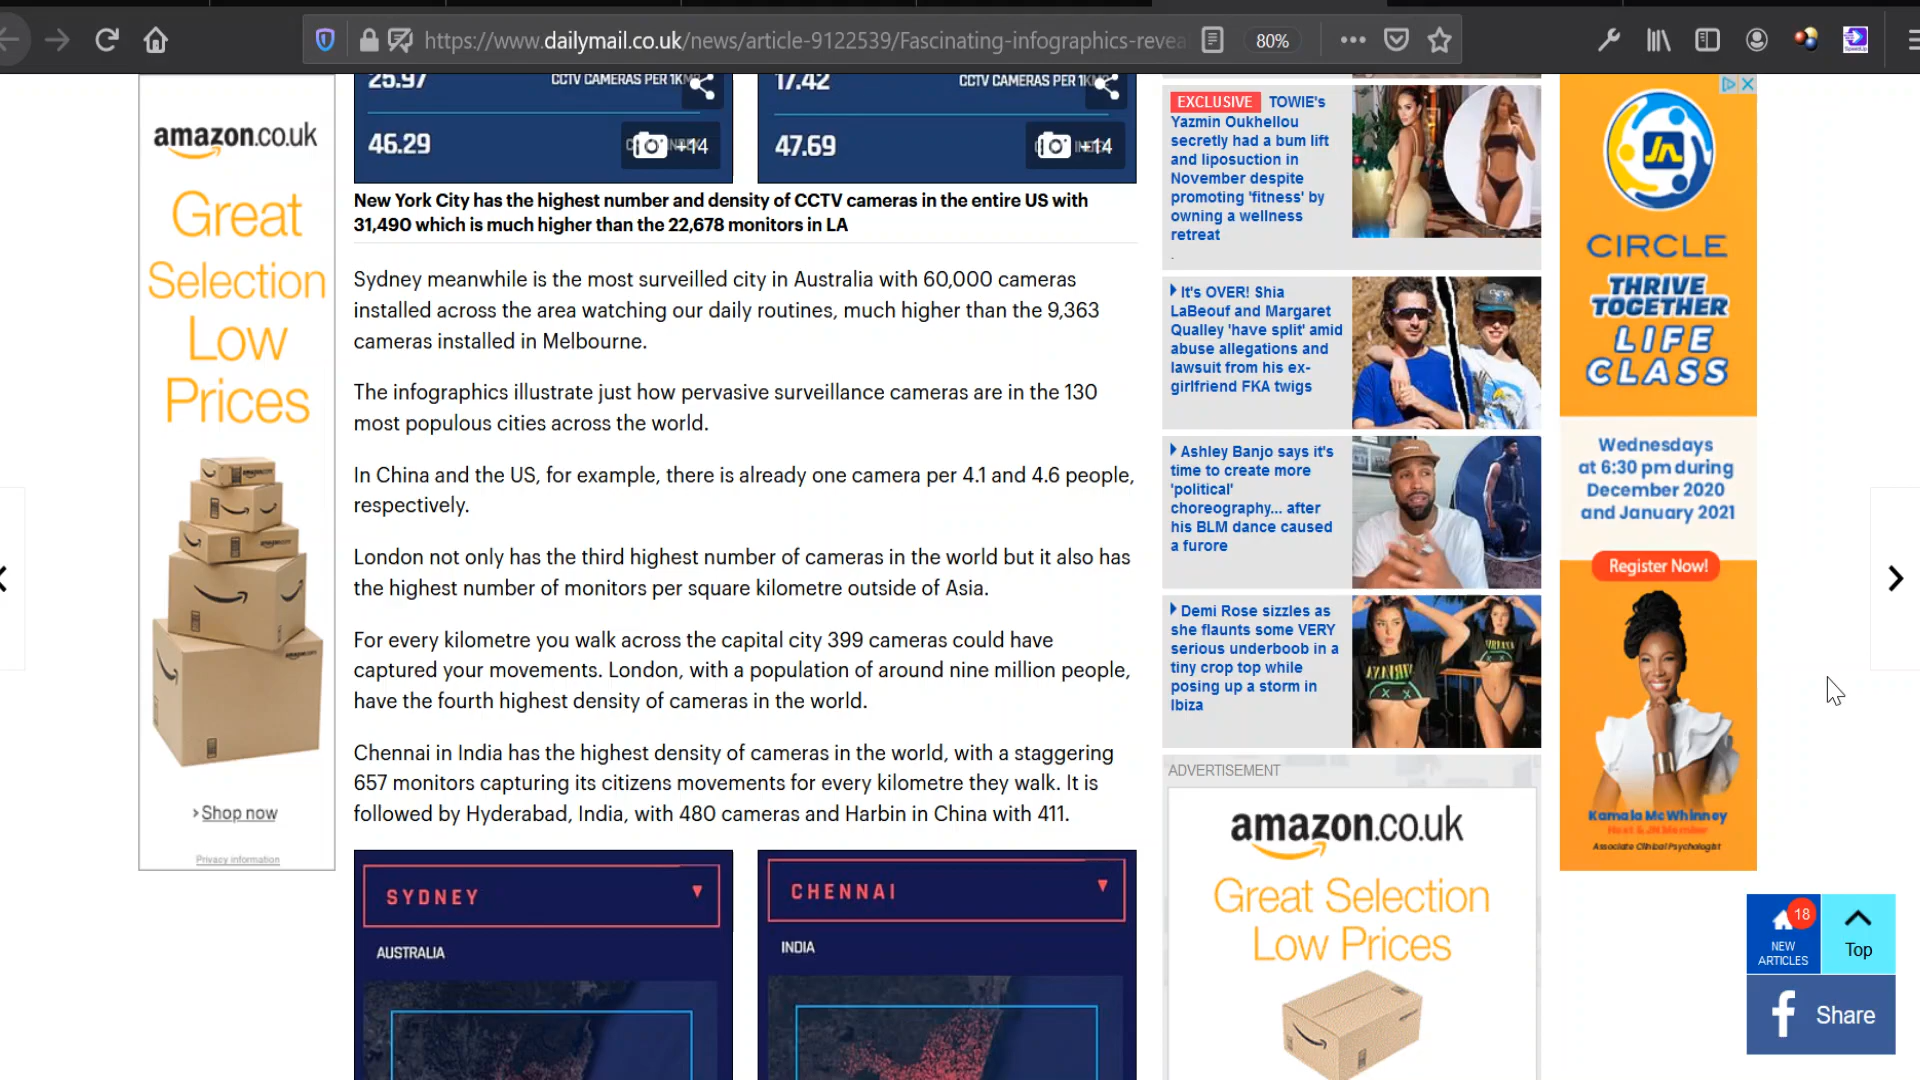 https://www.dailymail.co.uk/news/article-9122539/Fascinating-infographics-revea
80%
amazon.co.uk
Great
Selection
Low
Prices
Shop now
Privacy information
25.97
CCTV CAMERAS PER 1KM
46.29
+14
17.42
CCTV CAMERAS PER 1KM
47.69
+14
New York City has the highest number and density of CCTV cameras in the entire US with
31,490 which is much higher than the 22,678 monitors in LA
Sydney meanwhile is the most surveilled city in Australia with 60,000 cameras
installed across the area watching our daily routines, much higher than the 9,363
cameras installed in Melbourne.
The infographics illustrate just how pervasive surveillance cameras are in the 130
most populous cities across the world.
In China and the US, for example, there is already one camera per 4.1 and 4.6 people,
respectively.
London not only has the third highest number of cameras in the world but it also has
the highest number of monitors per square kilometre outside of Asia.
For every kilometre you walk across the capital city 399 cameras could have
captured your movements. London, with a population of around nine million people,
have the fourth highest density of cameras in the world.
Chennai in India has the highest density of cameras in the world, with a staggering
657 monitors capturing its citizens movements for every kilometre they walk. It is
followed by Hyderabad, India, with 480 cameras and Harbin in China with 411.
SYDNEY
AUSTRALIA
CHENNAI
INDIA
EXCLUSIVE TOWIE's
Yazmin Oukhellou
secretly had a bum lift
and liposuction in
November despite
promoting 'fitness' by
owning a wellness
retreat
.
It's OVER! Shia
LaBeouf and Margaret
Qualley 'have split' amid
abuse allegations and
lawsuit from his ex-
girlfriend FKA twigs
Ashley Banjo says it's
time to create more
'political'
choreography... after
his BLM dance caused
a furore
Demi Rose sizzles as
she flaunts some VERY
serious underboob in a
tiny crop top while
posing up a storm in
Ibiza
ADVERTISEMENT
amazon.co.uk
Great Selection
Low Prices
CIRCLE
THRIVE
TOGETHER
LIFE
CLASS
Wednesdays
at 6:30 pm during
December 2020
and January 2021
Register Now!
Kamala McWhinney
Host & JN Member
Associate Clinical Psychologist
18
NEW
ARTICLES
Top
Share